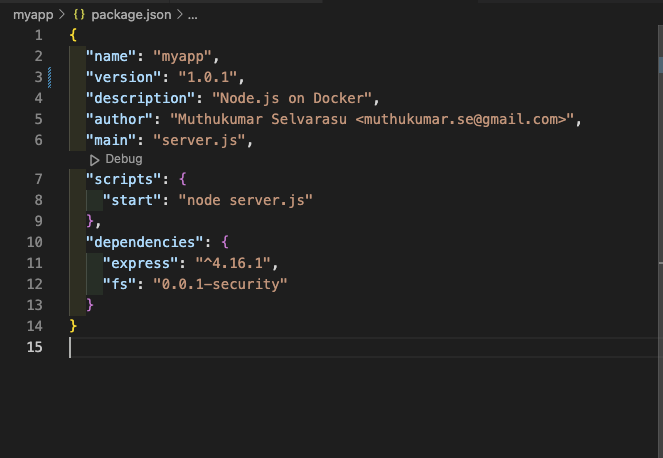 myapp > {} package.json > ...
1 {
2 "name": "myapp",
3 "version": "1.0.1",
4 "description": "Node.js on Docker",
5 "author": "Muthukumar Selvarasu <muthukumar.se@gmail.com>",
6 "main": "server.js",
Debug
7 "scripts": {
8 "start": "node server.js"
9 },
10 "dependencies": {
11 "express": "^4.16.1",
12 "fs": "0.0.1-security"
13 }
14 }
15